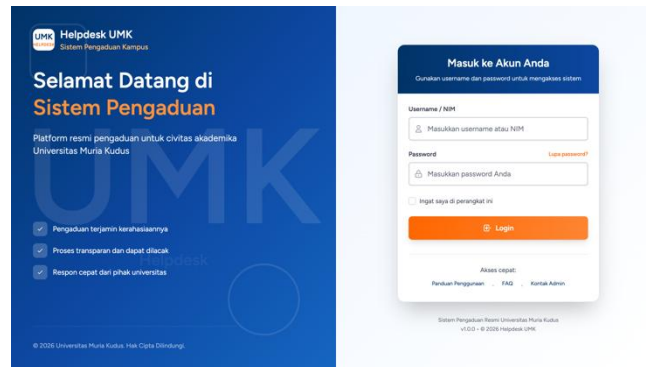 UMK
HELPDESK
Helpdesk UMK
Sistem Pengaduan Kampus
Selamat Datang di
Sistem Pengaduan
Platform resmi pengaduan untuk civitas akademika
Universitas Muria Kudus
UMK
Pengaduan terjamin kerahasiaannya
Proses transparan dan dapat dilacak
Helpdesk
Respon cepat dari pihak universitas
© 2026 Universitas Muria Kudus. Hak Cipta Dilindungi.
Masuk ke Akun Anda
Gunakan username dan password untuk mengakses sistem
Username / NIM
Masukkan username atau NIM
Password Lupa password?
Masukkan password Anda
Ingat saya di perangkat ini
Login
Akses cepat:
Panduan Penggunaan . FAQ . Kontak Admin
Sistem Pengaduan Resmi Universitas Muria Kudus
v1.0.0 - © 2026 Helpdesk UMK